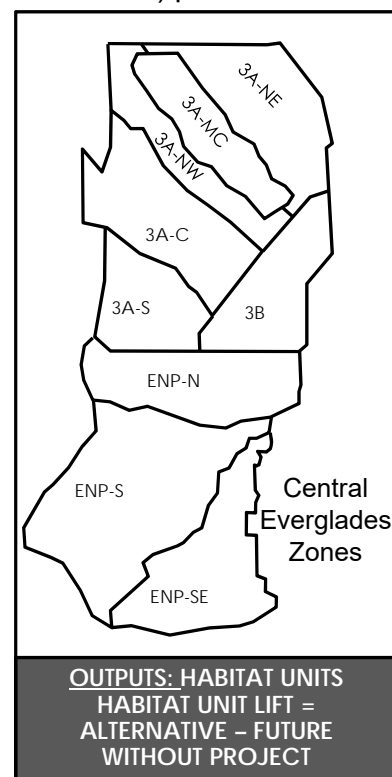 3A-NE
3A-MC
3A-NW
3A-C
3A-S
3B
ENP-N
ENP-S
Central
Everglades
Zones
ENP-SE
OUTPUTS: HABITAT UNITS
HABITAT UNIT LIFT =
ALTERNATIVE – FUTURE
WITHOUT PROJECT